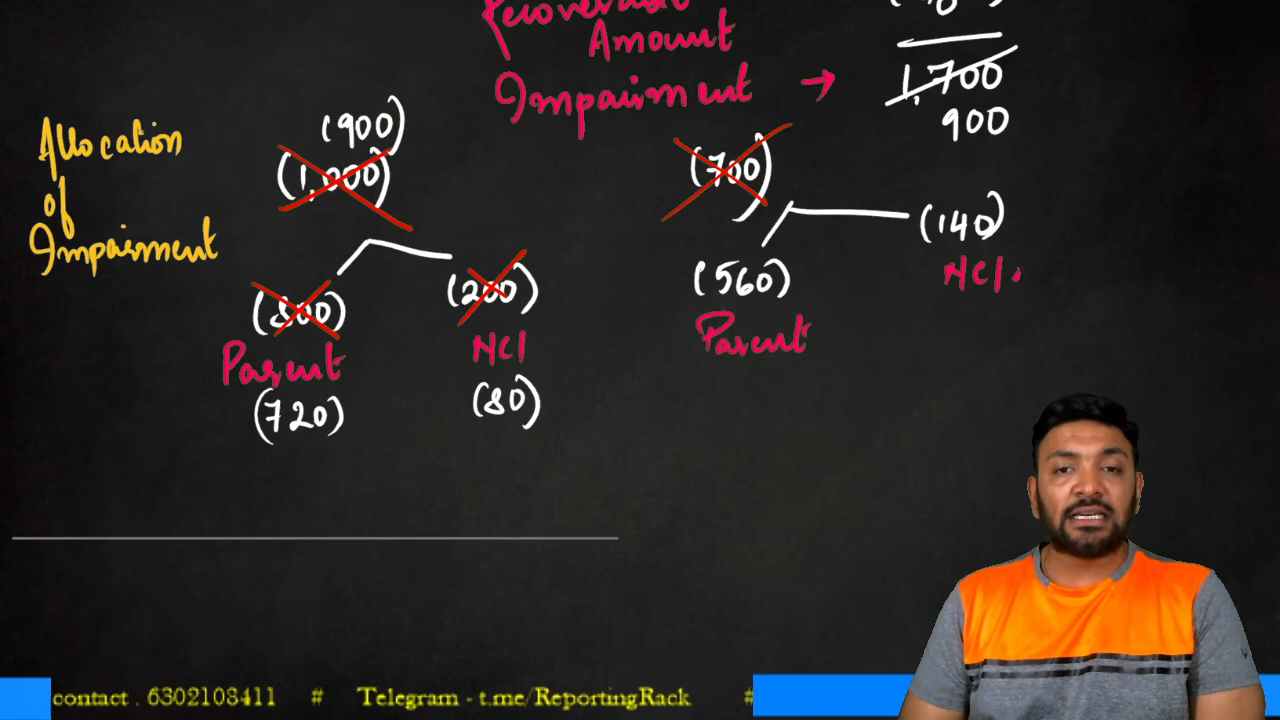 Recoverable
Amount
Impairment →
1,700
900
Allocation
of
Impairment
(900)
(1,000)
(800)
Parent
(720)
(200)
NCI
(80)
(700)
(560)
Parent
(140)
NCI.
contact . 6302108411 # Telegram - t.me/ReportingRack #